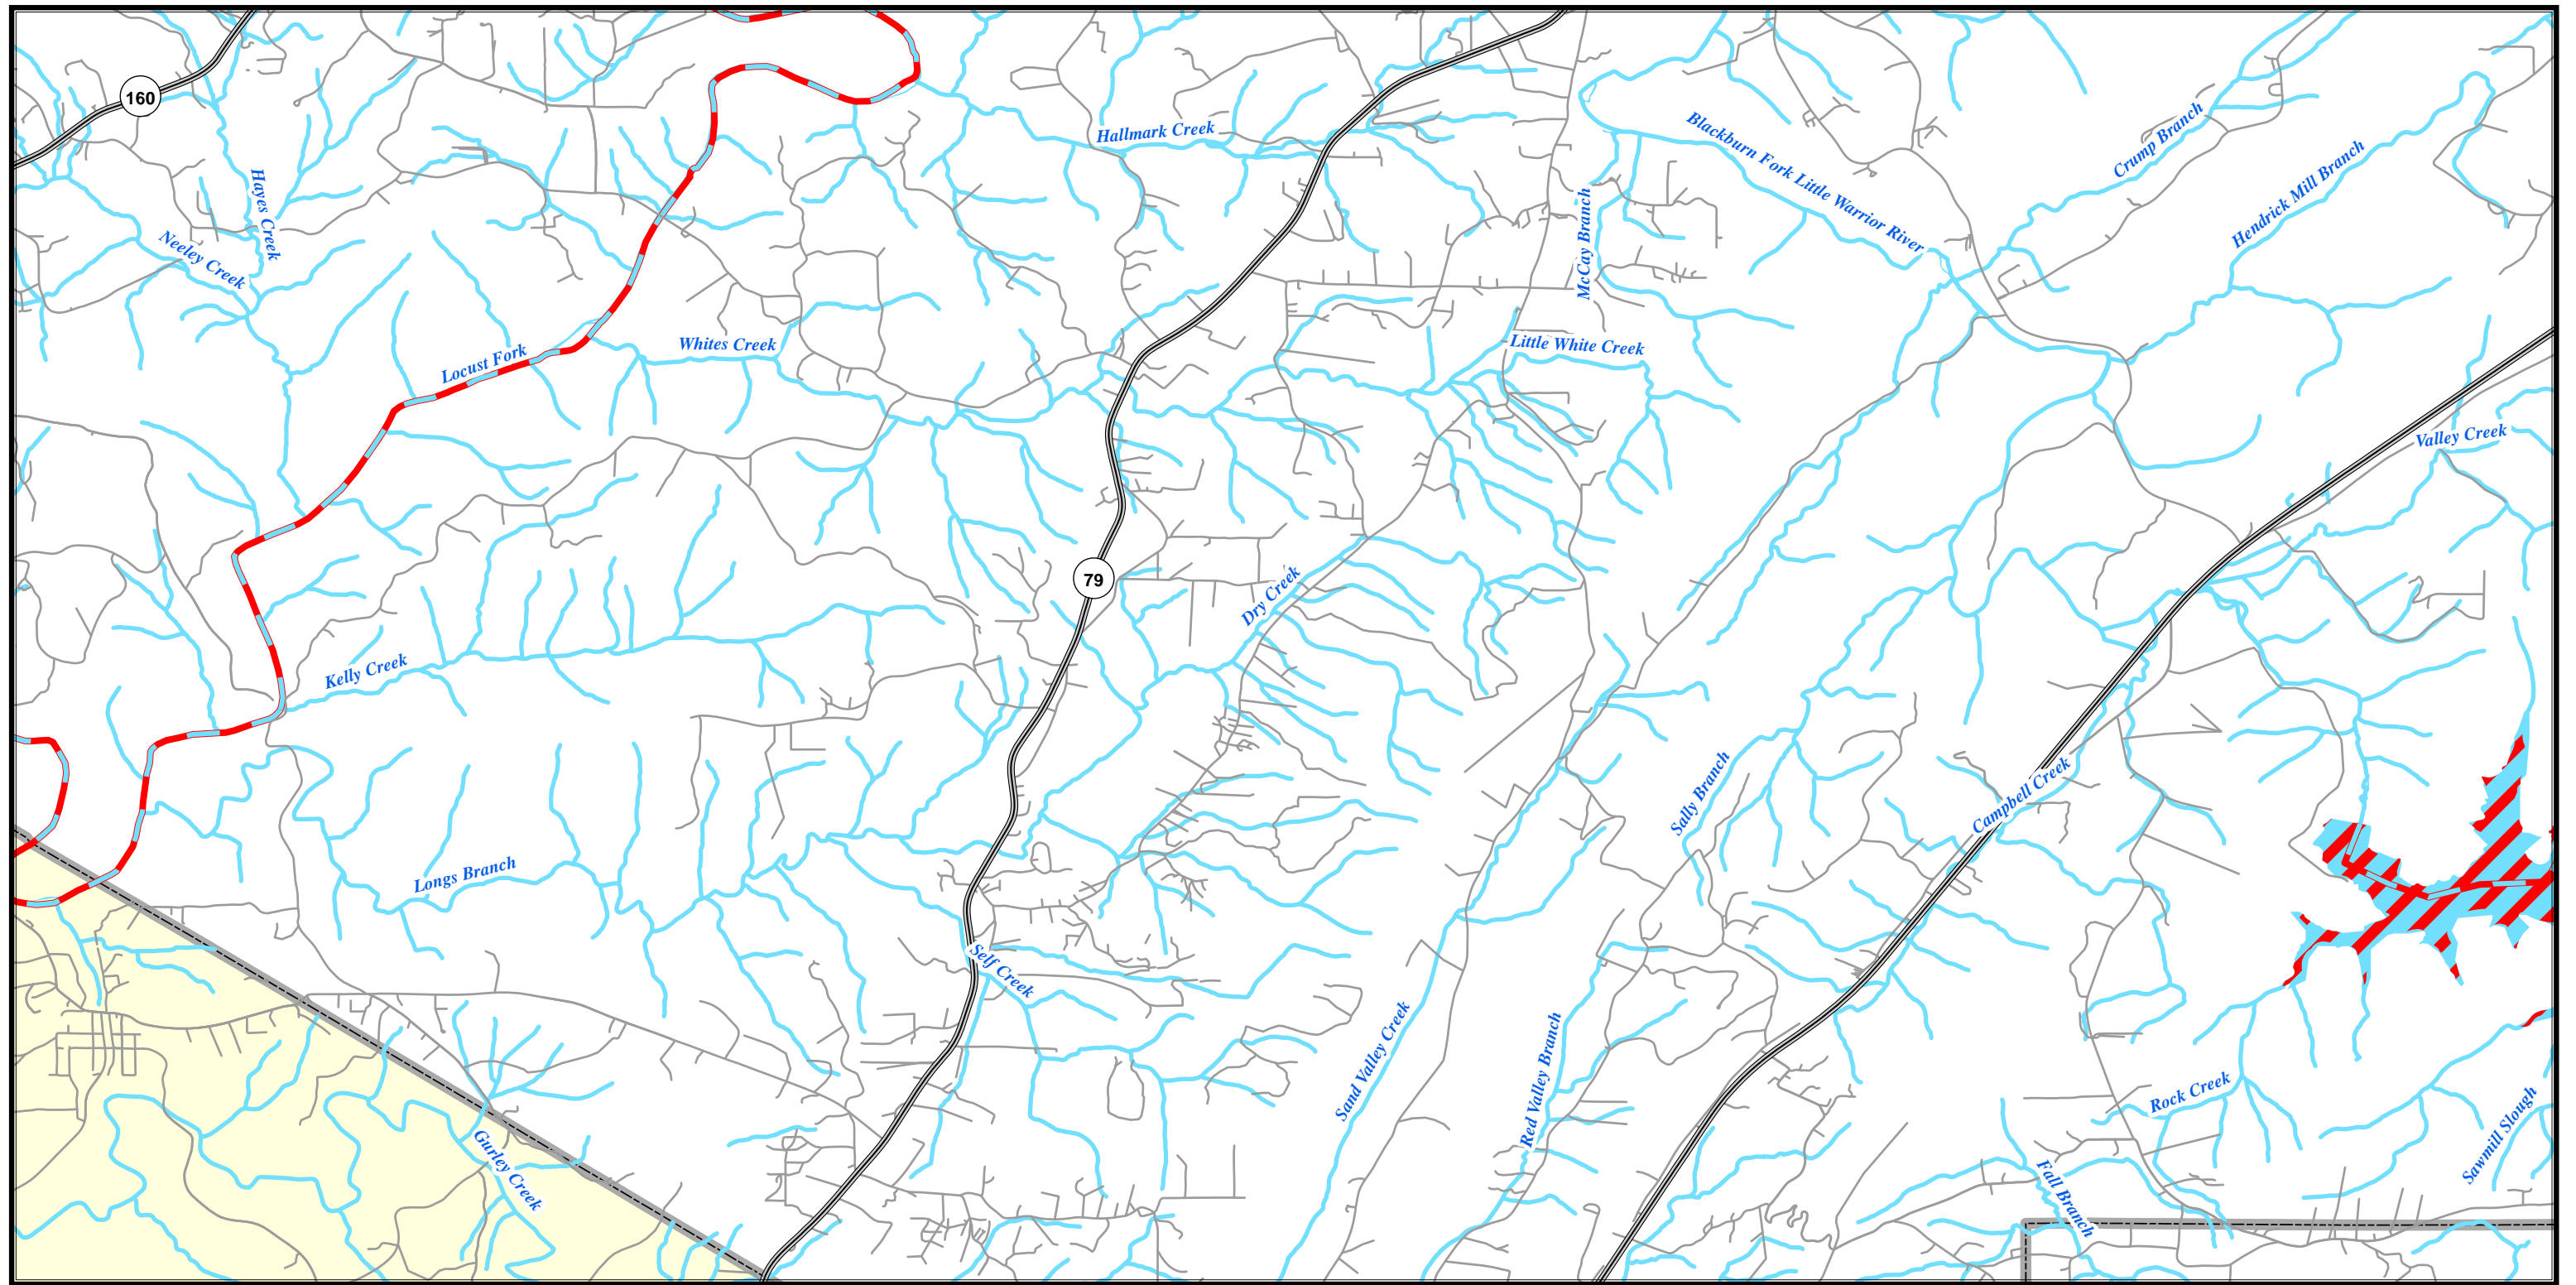 160
Hallmark Creek
Blackburn Fork Little Warrior River
Crump Branch
Hendrick Mill Branch
Hayes Creek
Neeley Creek
McCay Branch
Locust Fork
Whites Creek
Little White Creek
Valley Creek
79
Dry Creek
Kelly Creek
Sally Branch
Campbell Creek
Longs Branch
Self Creek
Sand Valley Creek
Red Valley Branch
Rock Creek
Sawmill Slough
Gurley Creek
Fall Branch